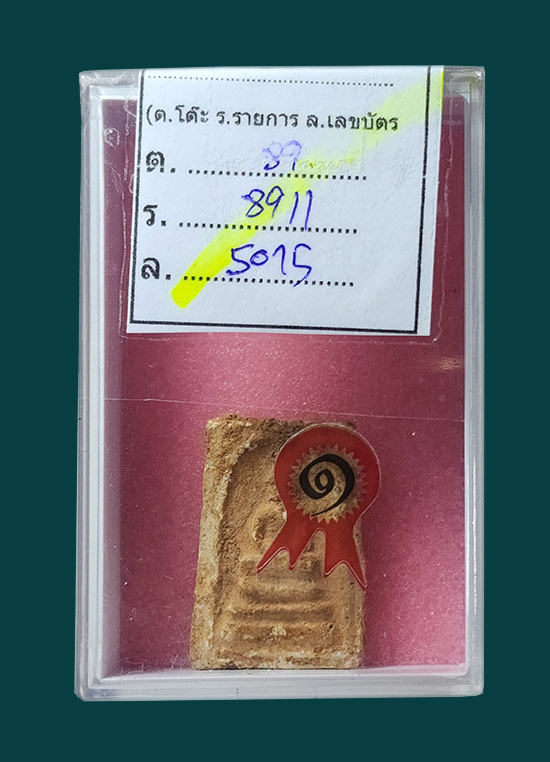 (ต.โต๊ะ ร.รายการ ล.เลขบัตร
ต. 89
ร. 8911
ล. 5015
๑